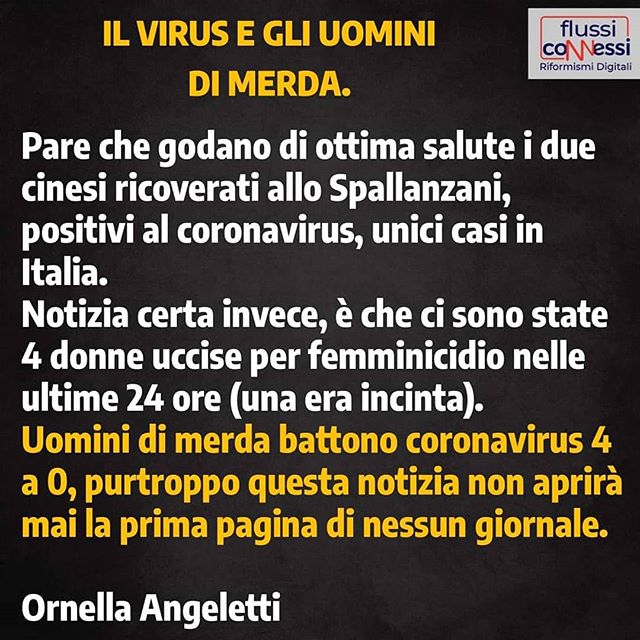 IL VIRUS E GLI UOMINI
DI MERDA.
flussi
coNNessi
Riformismi Digitali
Pare che godano di ottima salute i due
cinesi ricoverati allo Spallanzani,
positivi al coronavirus, unici casi in
Italia.
Notizia certa invece, è che ci sono state
4 donne uccise per femminicidio nelle
ultime 24 ore (una era incinta).
Uomini di merda battono coronavirus 4
a 0, purtroppo questa notizia non aprirà
mai la prima pagina di nessun giornale.
Ornella Angeletti